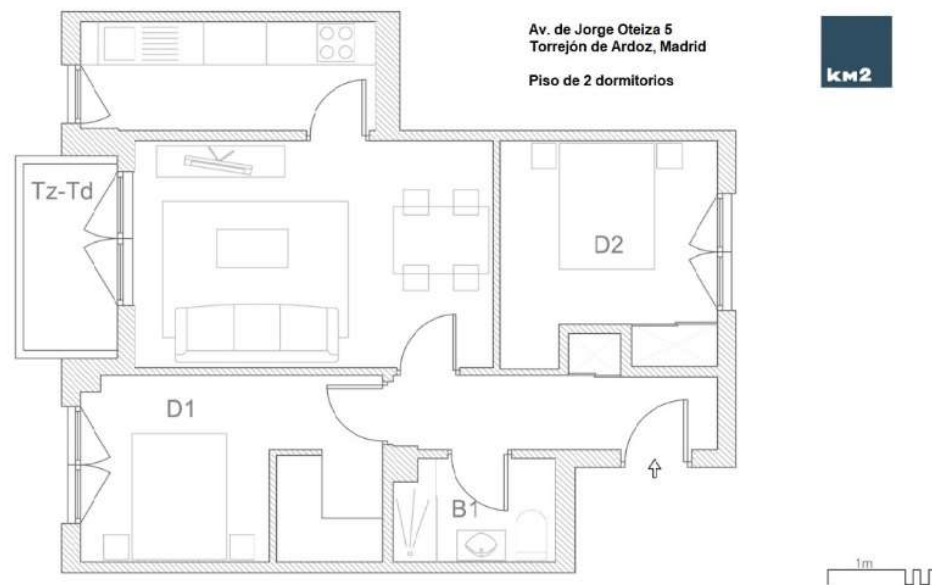 Av. de Jorge Oteiza 5
Torrejón de Ardoz, Madrid
Piso de 2 dormitorios
км2
Tz-Td
D2
D1
B1
1m